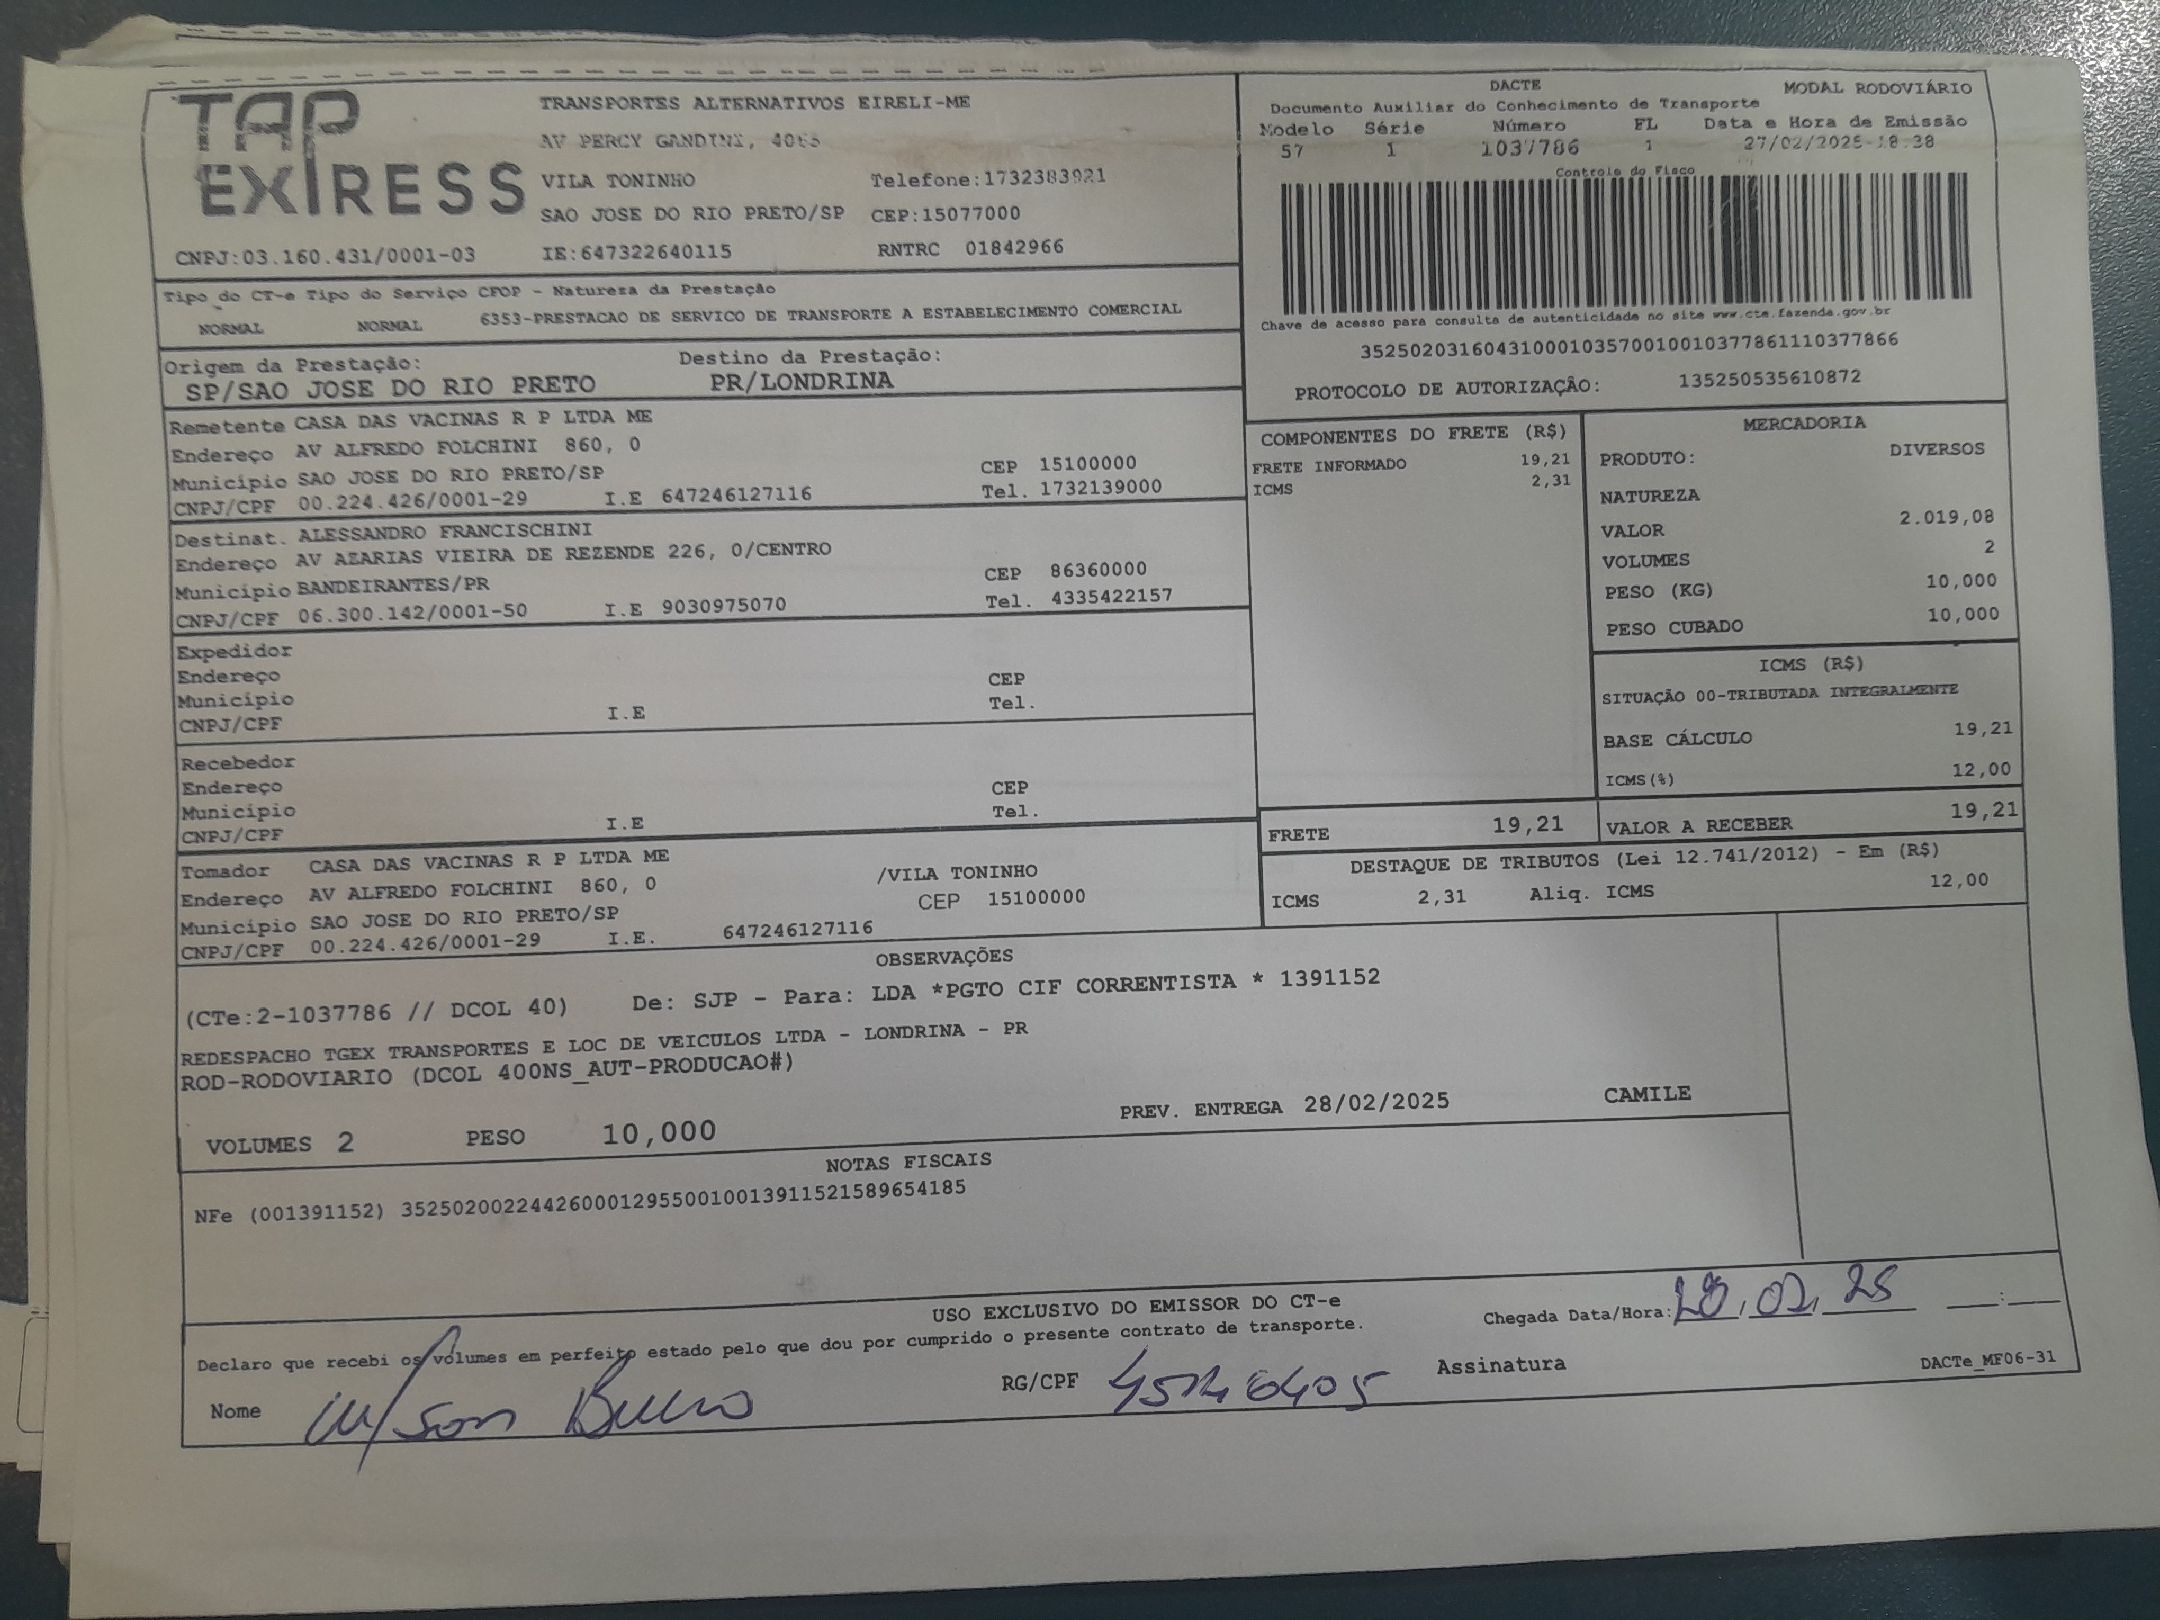 TAP
EXPRESS
TRANSPORTES ALTERNATIVOS EIRELI-ME
AV PERCY GANDINI, 4065
VILA TONINHO Telefone:1732383921
SAO JOSE DO RIO PRETO/SP CEP:15077000
CNPJ:03.160.431/0001-03 IE:647322640115 RNTRC 01842966
DACTE MODAL RODOVIÁRIO
Documento Auxiliar do Conhecimento de Transporte
Modelo Série Número FL Data e Hora de Emissão
57 1 1037786 1 27/02/2025-18:38
Controle do Fisco
Chave de acesso para consulta de autenticidade no site www.cte.fazenda.gov.br
35250203160431000103570010010377861110377866
PROTOCOLO DE AUTORIZAÇÃO: 135250535610872
Tipo do CT-e Tipo do Serviço CFOP - Natureza da Prestação
NORMAL NORMAL 6353-PRESTACAO DE SERVICO DE TRANSPORTE A ESTABELECIMENTO COMERCIAL
Origem da Prestação: Destino da Prestação:
SP/SAO JOSE DO RIO PRETO PR/LONDRINA
Remetente CASA DAS VACINAS R P LTDA ME
Endereço AV ALFREDO FOLCHINI 860, 0
Município SAO JOSE DO RIO PRETO/SP CEP 15100000
CNPJ/CPF 00.224.426/0001-29 I.E 647246127116 Tel. 1732139000
Destinat. ALESSANDRO FRANCISCHINI
Endereço AV AZARIAS VIEIRA DE REZENDE 226, 0/CENTRO
Município BANDEIRANTES/PR CEP 86360000
CNPJ/CPF 06.300.142/0001-50 I.E 9030975070 Tel. 4335422157
Expedidor
Endereço
Município CEP
CNPJ/CPF I.E Tel.
Recebedor
Endereço
Município CEP
CNPJ/CPF I.E Tel.
Tomador CASA DAS VACINAS R P LTDA ME
Endereço AV ALFREDO FOLCHINI 860, 0 /VILA TONINHO
Município SAO JOSE DO RIO PRETO/SP CEP 15100000
CNPJ/CPF 00.224.426/0001-29 I.E. 647246127116
COMPONENTES DO FRETE (R$)
FRETE INFORMADO 19,21
ICMS 2,31
MERCADORIA
PRODUTO: DIVERSOS
NATUREZA
VALOR 2.019,08
VOLUMES 2
PESO (KG) 10,000
PESO CUBADO 10,000
ICMS (R$)
SITUAÇÃO 00-TRIBUTADA INTEGRALMENTE
BASE CÁLCULO 19,21
ICMS(%) 12,00
FRETE 19,21 VALOR A RECEBER 19,21
DESTAQUE DE TRIBUTOS (Lei 12.741/2012) - Em (R$)
ICMS 2,31 Aliq. ICMS 12,00
OBSERVAÇÕES
(CTe:2-1037786 // DCOL 40) De: SJP - Para: LDA *PGTO CIF CORRENTISTA * 1391152
REDESPACHO TGEX TRANSPORTES E LOC DE VEICULOS LTDA - LONDRINA - PR
ROD-RODOVIARIO (DCOL 400NS_AUT-PRODUCAO#)
VOLUMES 2 PESO 10,000 PREV. ENTREGA 28/02/2025 CAMILE
NOTAS FISCAIS
NFe (001391152) 35250200224426000129550010013911521589654185
USO EXCLUSIVO DO EMISSOR DO CT-e
Declaro que recebi os volumes em perfeito estado pelo que dou por cumprido o presente contrato de transporte.
Chegada Data/Hora: 28, 02, 25 __:__
Nome RG/CPF Assinatura
DACTe_MF06-31